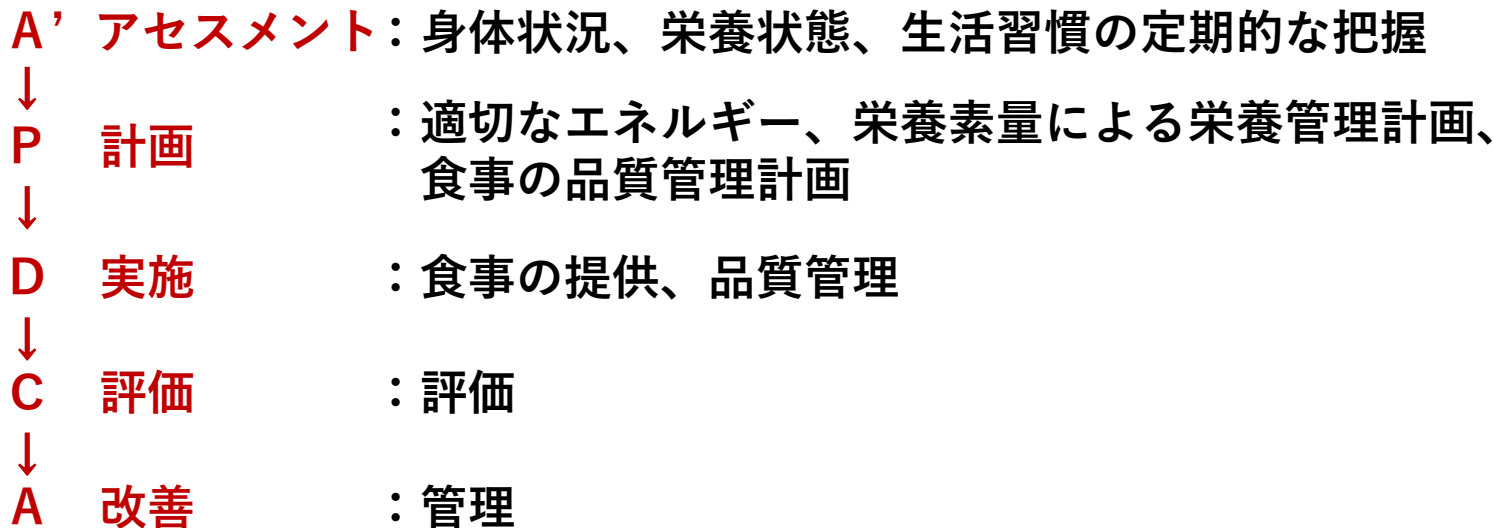 A’ アセスメント：身体状況、栄養状態、生活習慣の定期的な把握
↓
P 計画 ：適切なエネルギー、栄養素量による栄養管理計画、
食事の品質管理計画
↓
D 実施 ：食事の提供、品質管理
↓
C 評価 ：評価
↓
A 改善 ：管理